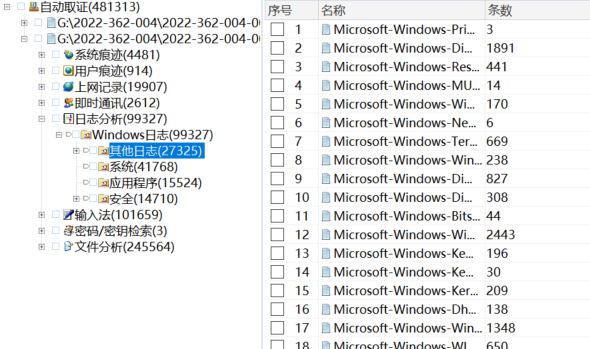 自动取证(481313)
G:\2022-362-004\2022-362-004-0
G:\2022-362-004\2022-362-004-0
系统痕迹(4481)
用户痕迹(914)
上网记录(19907)
即时通讯(2612)
日志分析(99327)
Windows日志(99327)
其他日志(27325)
系统(41768)
应用程序(15524)
安全(14710)
输入法(101659)
密码/密钥检索(3)
文件分析(245564)
序号 名称 条数
1 Microsoft-Windows-Pri... 3
2 Microsoft-Windows-Di... 1891
3 Microsoft-Windows-Res... 441
4 Microsoft-Windows-MU... 14
5 Microsoft-Windows-Wi... 170
6 Microsoft-Windows-Ne... 6
7 Microsoft-Windows-Ter... 669
8 Microsoft-Windows-Win... 238
9 Microsoft-Windows-Di... 827
10 Microsoft-Windows-Di... 308
11 Microsoft-Windows-Bits... 44
12 Microsoft-Windows-Wi... 2443
13 Microsoft-Windows-Ke... 196
14 Microsoft-Windows-Ke... 30
15 Microsoft-Windows-Ker... 209
16 Microsoft-Windows-Dh... 138
17 Microsoft-Windows-Win... 1348
18 Microsoft-Windows-Wl... 650